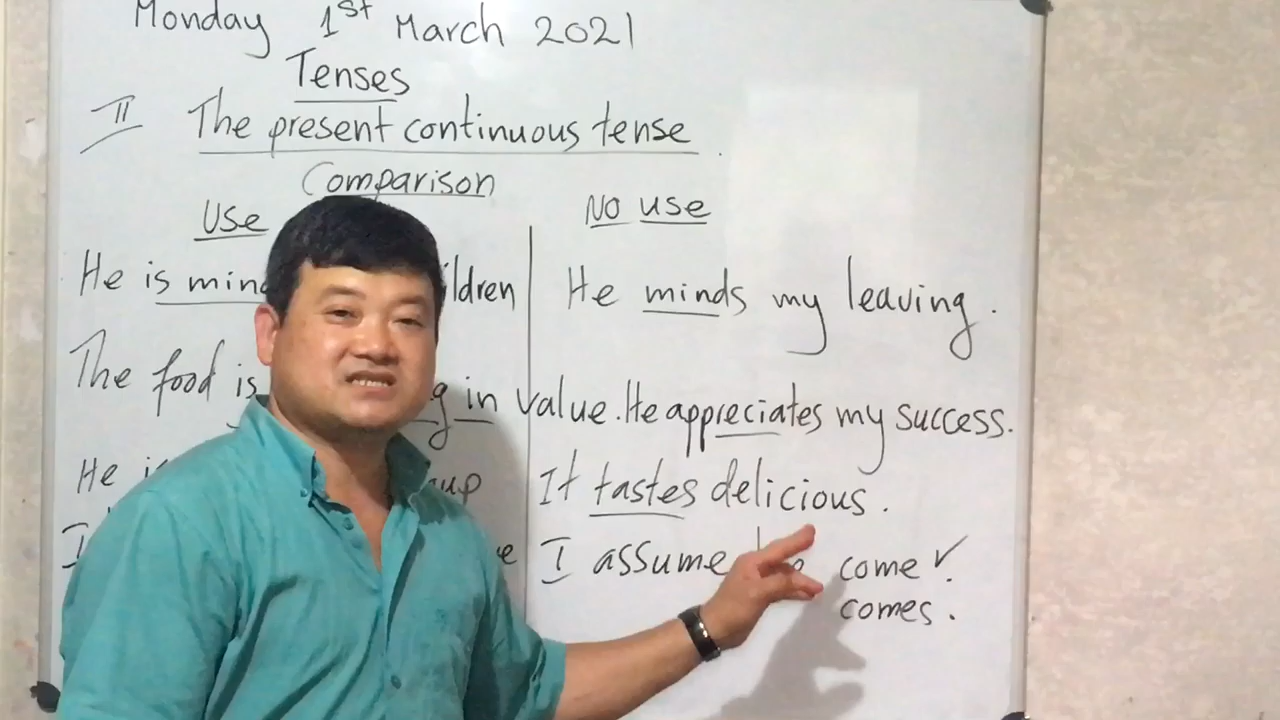 Monday 1st March 2021
Tenses
II The present continuous tense
Comparison
Use No use
He is ildren He minds my leaving.
The food is g in value. He appreciates my success.
He is up It tastes delicious.
I I assume come ✓.
comes.